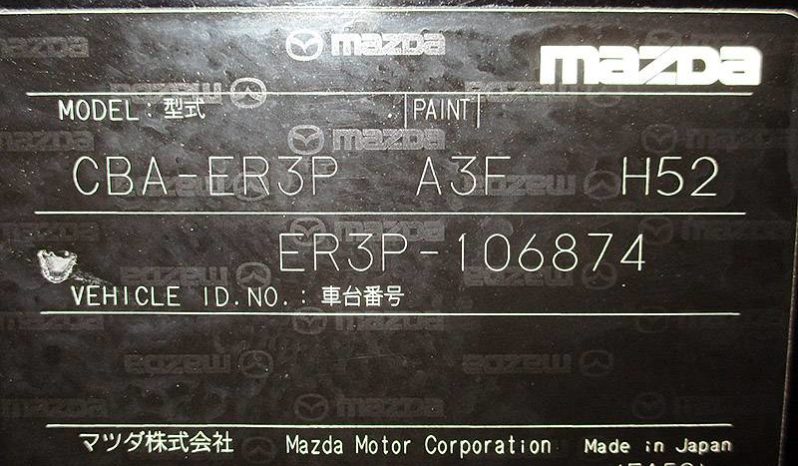 mazda
MODEL : 型式 PAINT
CBA-ER3P A3F H52
ER3P-106874
VEHICLE ID.NO. : 車台番号
マツダ株式会社 Mazda Motor Corporation Made in Japan